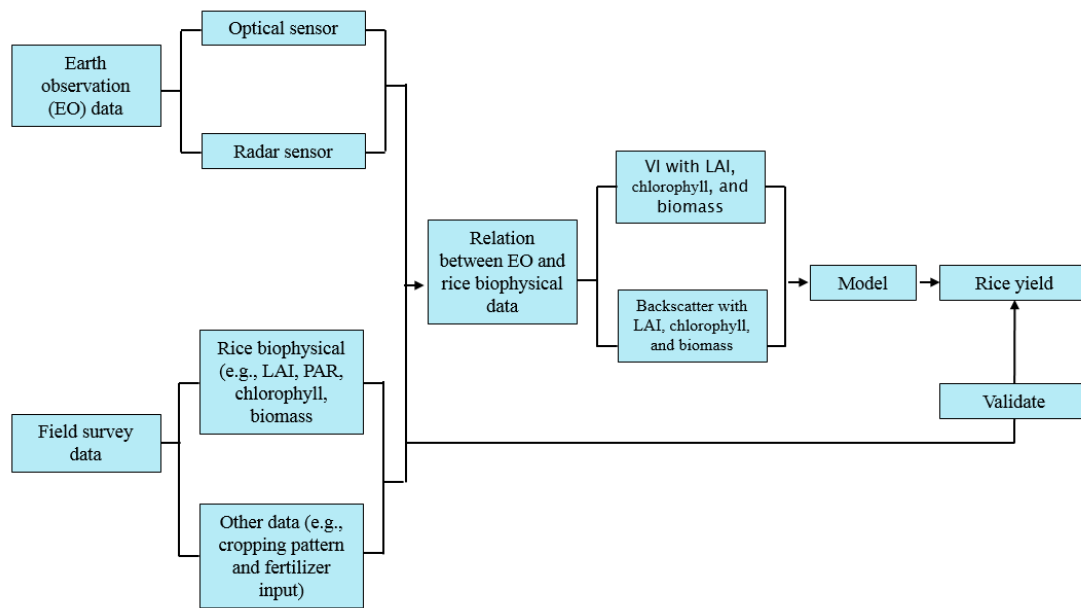 Optical sensor
Earth
observation
(EO) data
Radar sensor
VI with LAI,
chlorophyll, and
biomass
Relation
between EO and
rice biophysical
data
Model
Rice yield
Backscatter with
LAI, chlorophyll,
and biomass
Rice biophysical
(e.g., LAI, PAR,
chlorophyll,
biomass
Validate
Field survey
data
Other data (e.g.,
cropping pattern
and fertilizer
input)